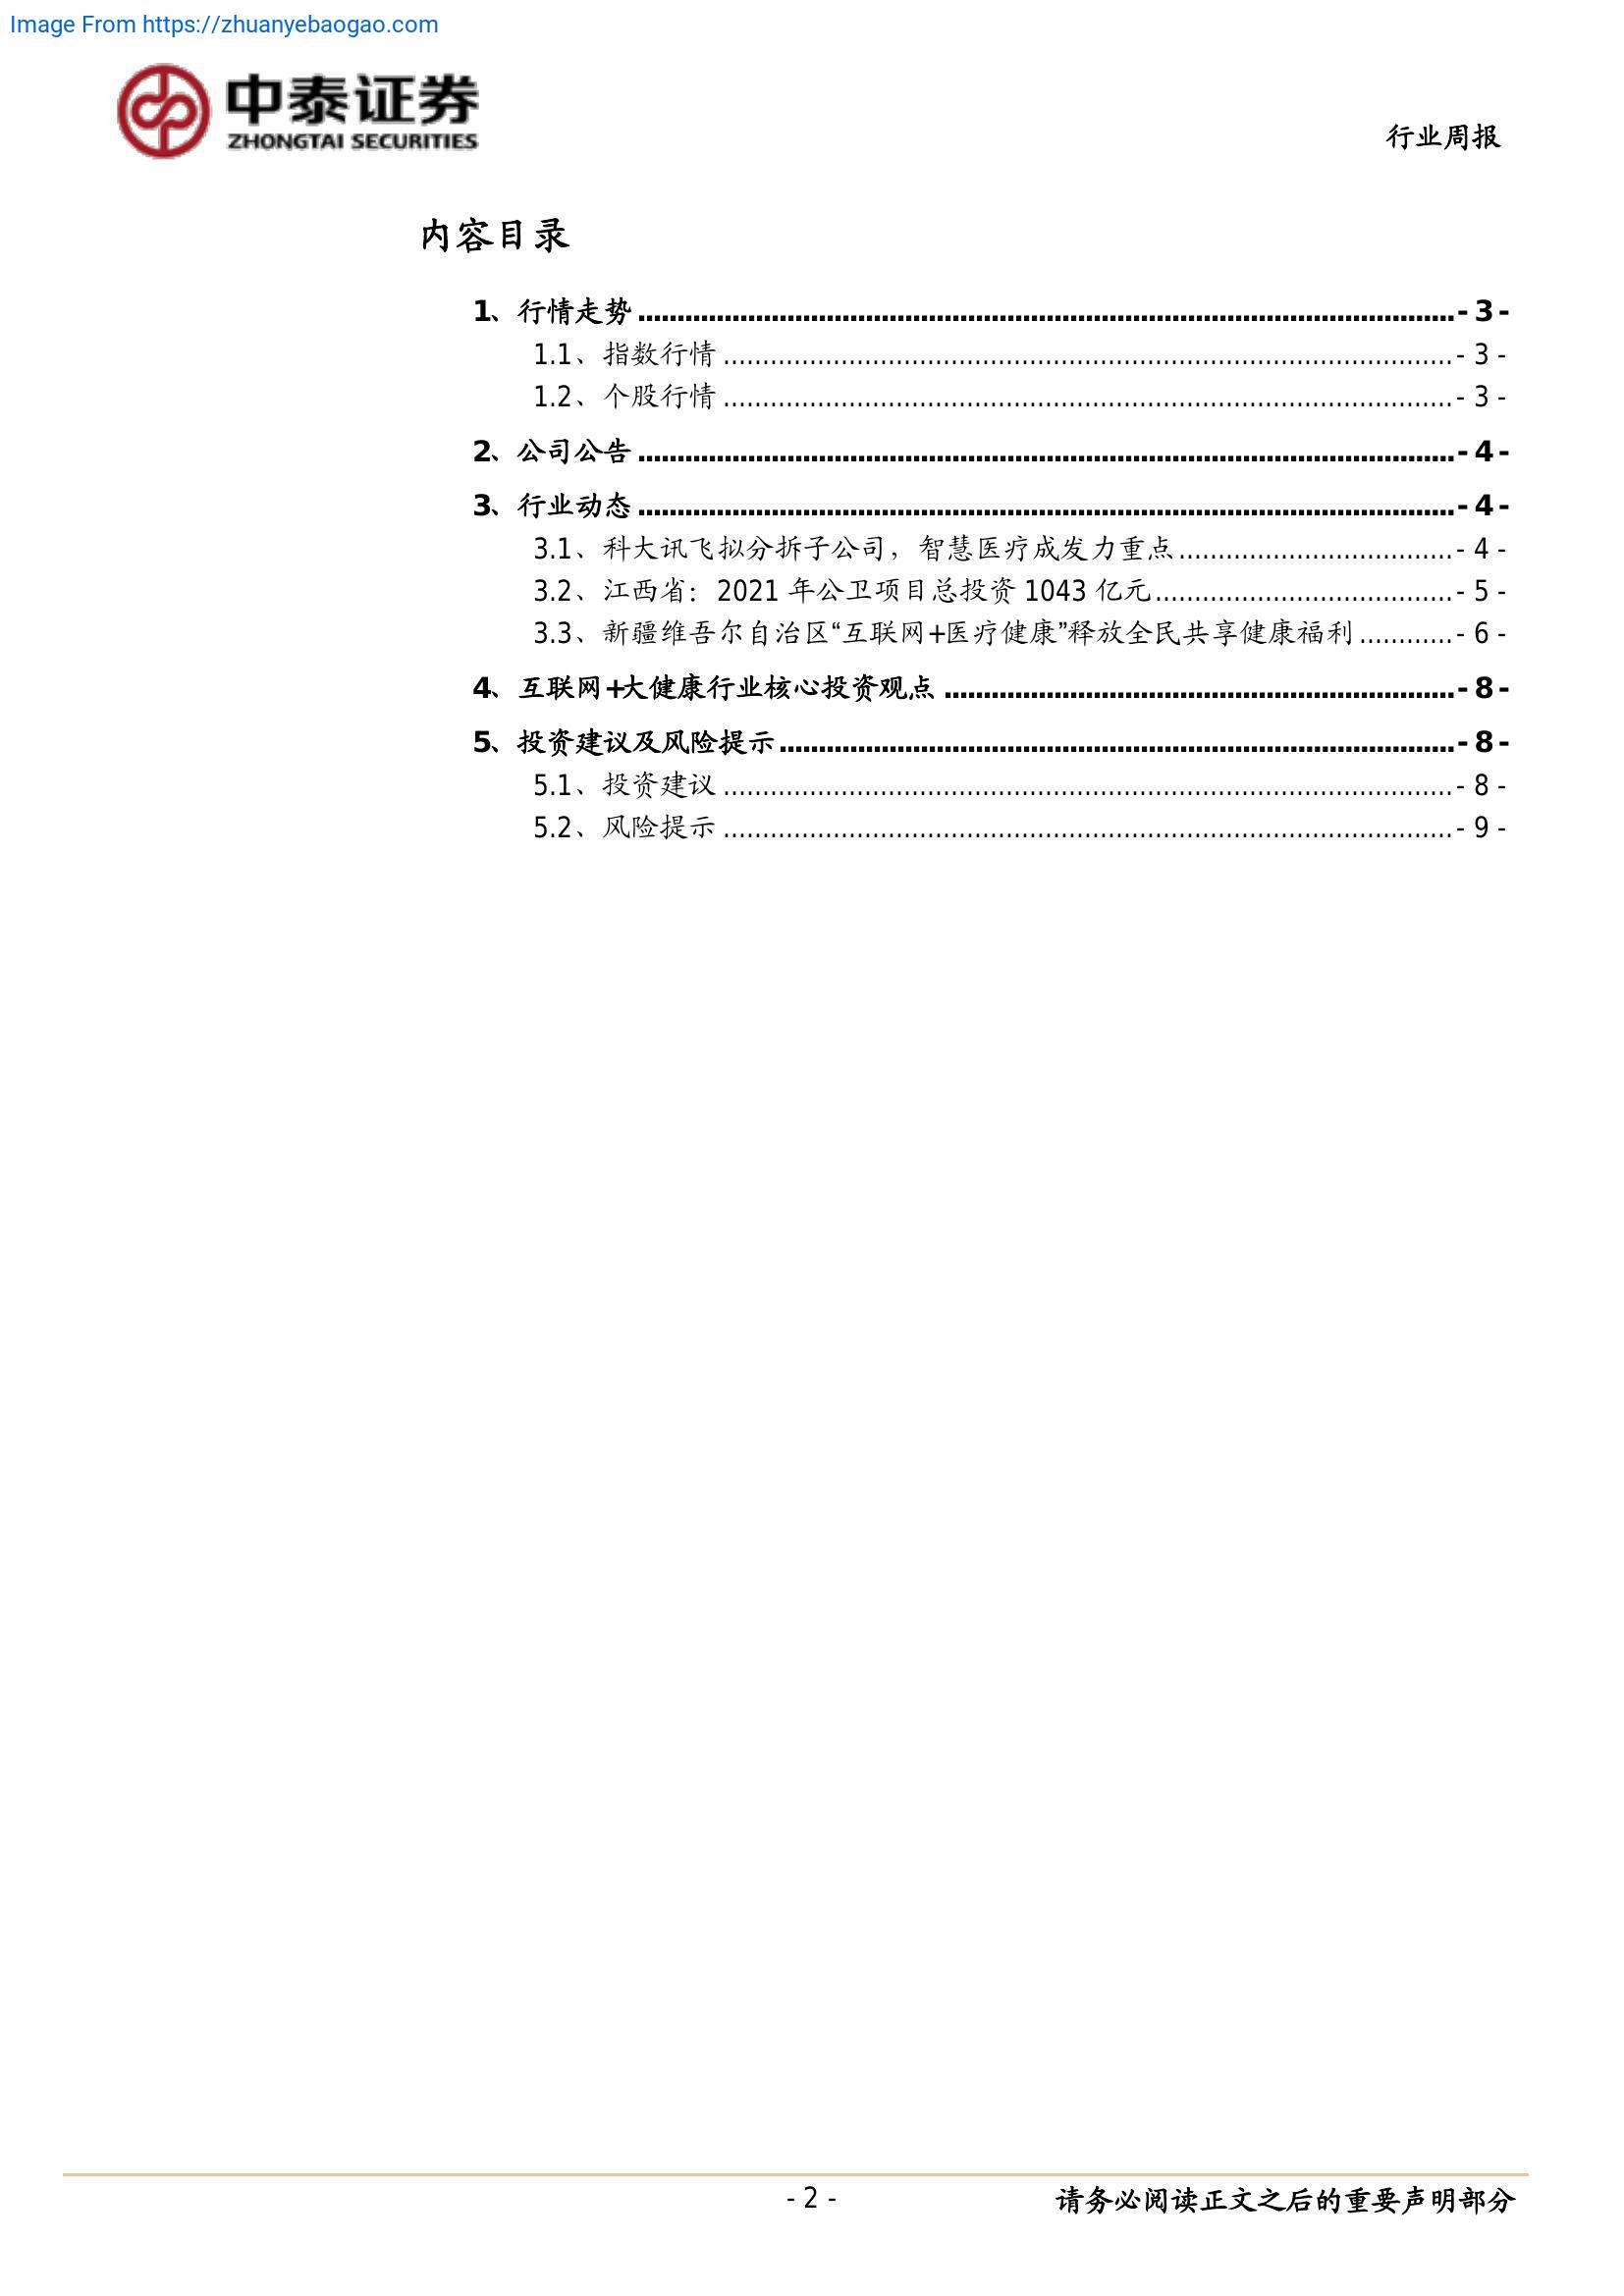 Image From https://zhuanyebaogao.com
中泰证券
ZHONGTAI SECURITIES
行业周报
内容目录
1、行情走势 - 3 -
1.1、指数行情 - 3 -
1.2、个股行情 - 3 -
2、公司公告 - 4 -
3、行业动态 - 4 -
3.1、科大讯飞拟分拆子公司，智慧医疗成发力重点 - 4 -
3.2、江西省：2021 年公卫项目总投资 1043 亿元 - 5 -
3.3、新疆维吾尔自治区“互联网+医疗健康”释放全民共享健康福利 - 6 -
4、互联网+大健康行业核心投资观点 - 8 -
5、投资建议及风险提示 - 8 -
5.1、投资建议 - 8 -
5.2、风险提示 - 9 -
- 2 -
请务必阅读正文之后的重要声明部分